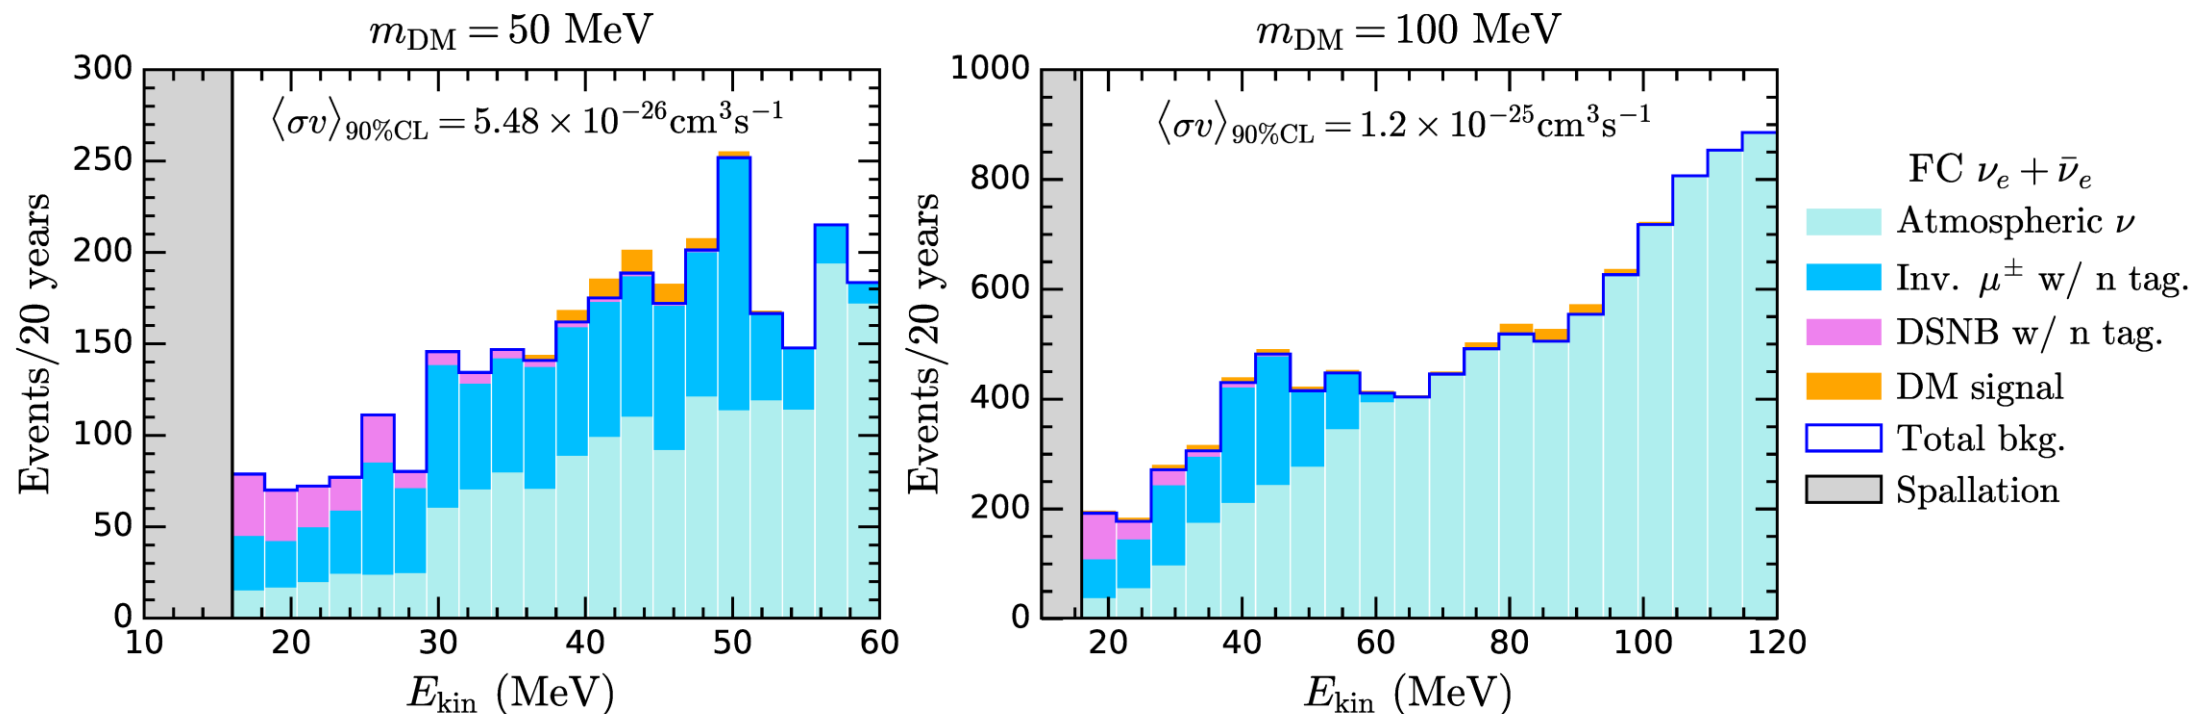 m_DM = 50 MeV
⟨σv⟩_90%CL = 5.48 × 10^−26 cm^3 s^−1
300
250
200
150
100
50
0
Events/20 years
10 20 30 40 50 60
E_kin (MeV)
m_DM = 100 MeV
⟨σv⟩_90%CL = 1.2 × 10^−25 cm^3 s^−1
1000
800
600
400
200
0
Events/20 years
20 40 60 80 100 120
E_kin (MeV)
FC ν_e + ν̄_e
Atmospheric ν
Inv. μ^± w/ n tag.
DSNB w/ n tag.
DM signal
Total bkg.
Spallation